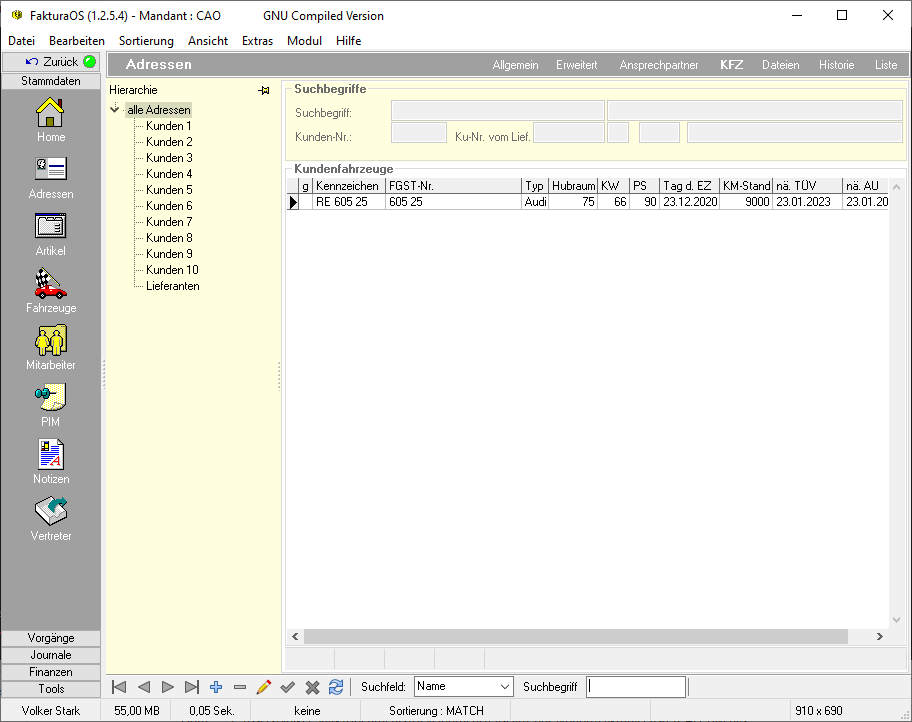 FakturaOS (1.2.5.4) - Mandant : CAO GNU Compiled Version
Datei Bearbeiten Sortierung Ansicht Extras Modul Hilfe
Zurück
Adressen Allgemein Erweitert Ansprechpartner KFZ Dateien Historie Liste
Stammdaten
Home
Adressen
Artikel
Fahrzeuge
Mitarbeiter
PIM
Notizen
Vertreter
Vorgänge
Journale
Finanzen
Tools
Hierarchie
alle Adressen
Kunden 1
Kunden 2
Kunden 3
Kunden 4
Kunden 5
Kunden 6
Kunden 7
Kunden 8
Kunden 9
Kunden 10
Lieferanten
Suchbegriffe
Suchbegriff:
Kunden-Nr.: Ku-Nr. vom Lief.
Kundenfahrzeuge
g Kennzeichen FGST-Nr. Typ Hubraum KW PS Tag d. EZ KM-Stand nä. TÜV nä. AU
RE 605 25 605 25 Audi 75 66 90 23.12.2020 9000 23.01.2023 23.01.20
Suchfeld: Name Suchbegriff
Volker Stark 55,00 MB 0,05 Sek. keine Sortierung : MATCH 910 x 690